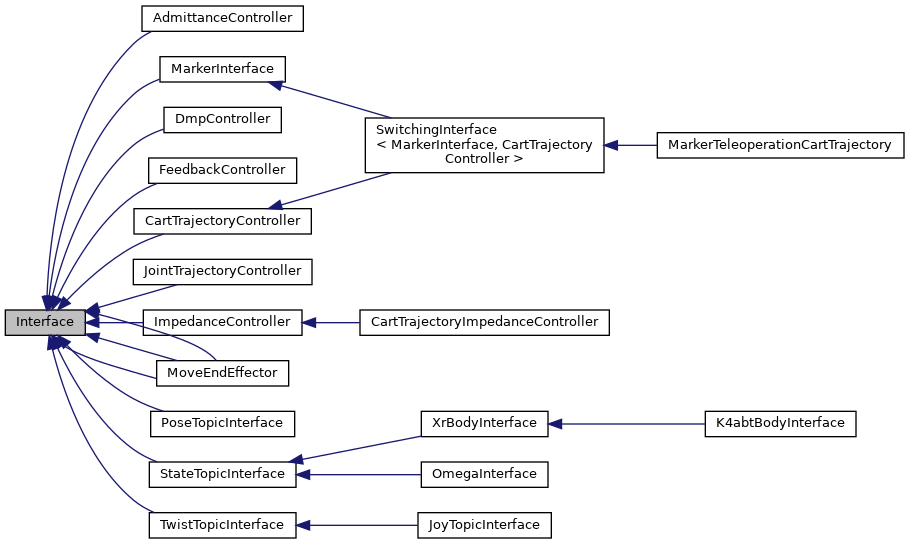 AdmittanceController
MarkerInterface
DmpController
FeedbackController
CartTrajectoryController
JointTrajectoryController
Interface
ImpedanceController
MoveEndEffector
PoseTopicInterface
StateTopicInterface
TwistTopicInterface
SwitchingInterface
< MarkerInterface, CartTrajectory
Controller >
CartTrajectoryImpedanceController
XrBodyInterface
OmegaInterface
JoyTopicInterface
MarkerTeleoperationCartTrajectory
K4abtBodyInterface